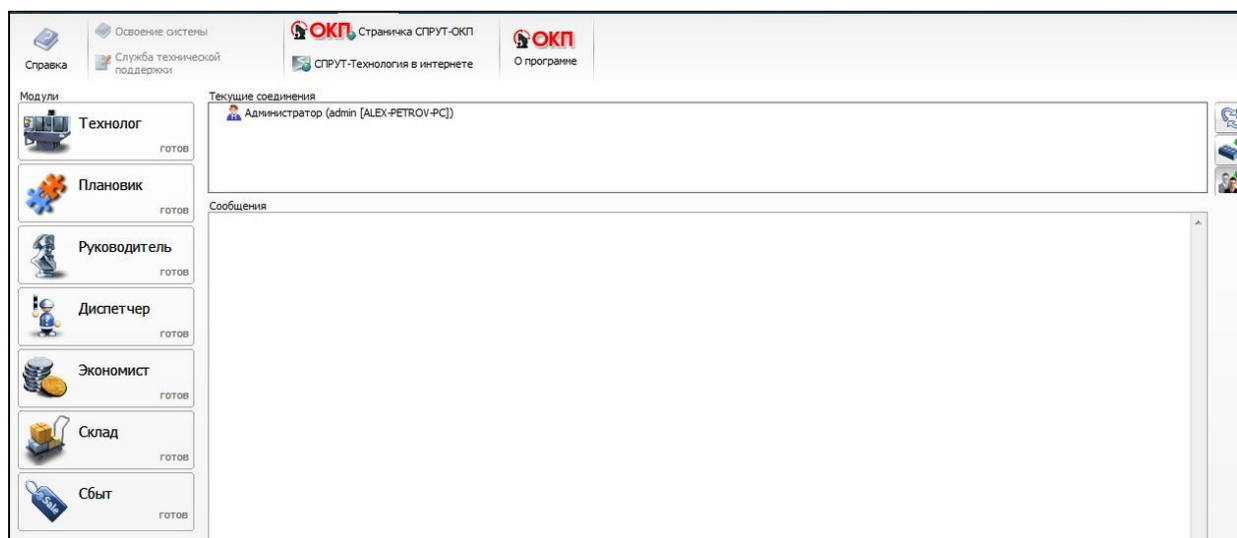 Справка
Освоение системы
Служба технической
поддержки
ОКП Страничка СПРУТ-ОКП
СПРУТ-Технология в интернете
ОКП
О программе
Модули
Технолог
готов
Плановик
готов
Руководитель
готов
Диспетчер
готов
Экономист
готов
Склад
готов
Сбыт
Sale
готов
Текущие соединения
Администратор (admin [ALEX-PETROV-PC])
Сообщения